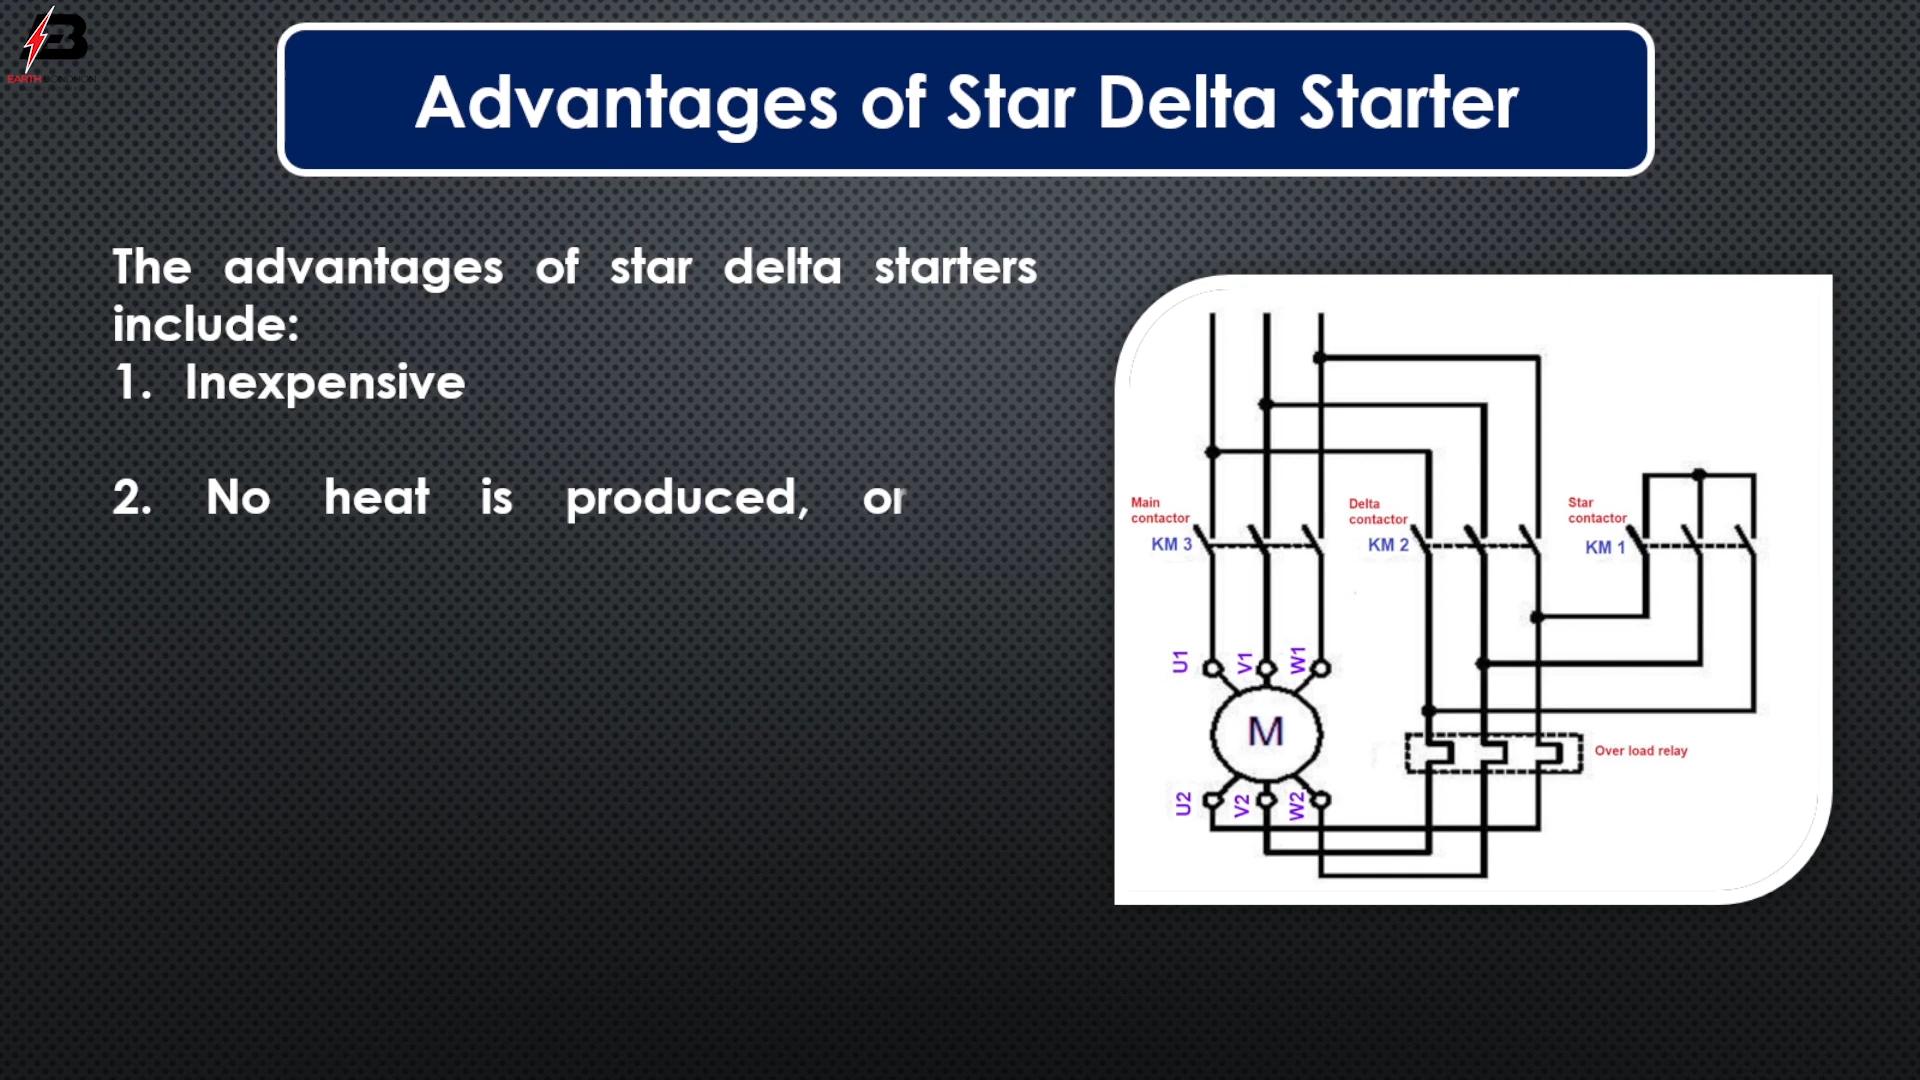 EARTH
Advantages of Star Delta Starter
The advantages of star delta starters
include:
1. Inexpensive
2. No heat is produced, or
Main
contactor
KM 3
Delta
contactor
KM 2
Star
contactor
KM 1
U1
V1
W1
M
U2
V2
W2
Over load relay